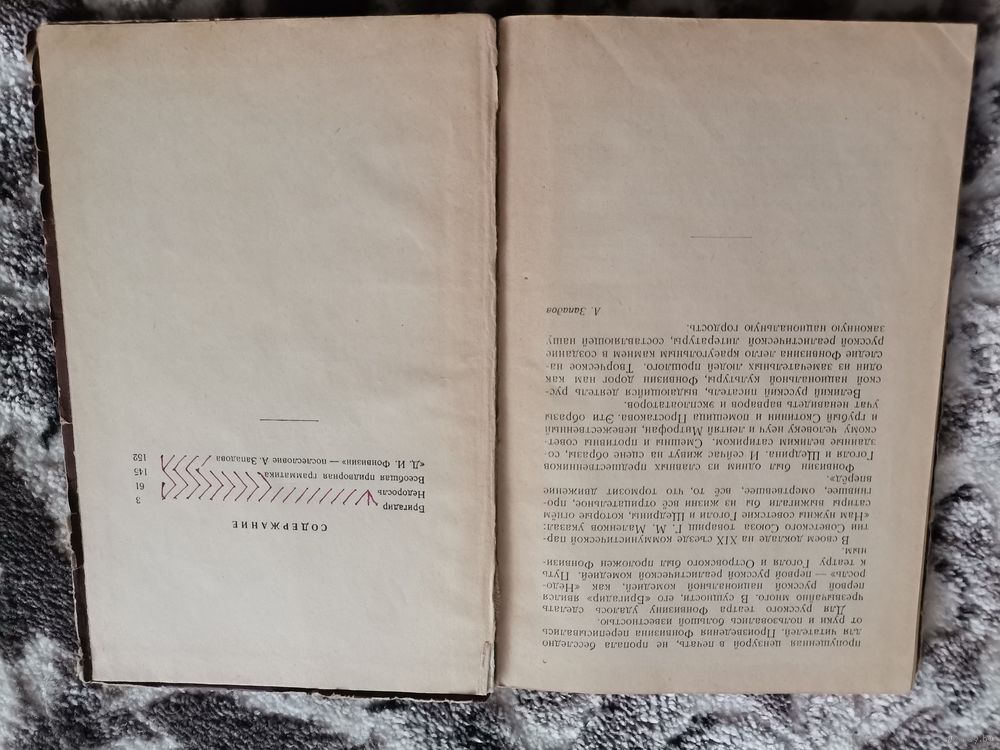 пропущенная цензурой в печать, не пропала бесследно
для читателей. Произведения Фонвизина переписывались
от руки и пользовались большой известностью.
Для русского театра Фонвизину удалось сделать
чрезвычайно много. В сущности, его «Бригадир» явился
первой русской национальной комедией, как «Недо-
росль» — первой русской реалистической комедией. Путь
к театру Гоголя и Островского был проложен Фонвизи-
ным.
В своем докладе на XIX съезде коммунистической пар-
тии Советского Союза товарищ Г. М. Маленков указал:
«Нам нужны советские Гоголи и Щедрины, которые огнём
сатиры выжигали бы из жизни всё отрицательное, про-
гнившее, омертвевшее, всё то, что тормозит движение
вперёд».
Фонвизин был одним из славных предшественников
Гоголя и Щедрина. И сейчас живут на сцене образы, со-
зданные великим сатириком. Смешны и противны совет-
скому человеку неуч и лентяй Митрофан, невежественный
и грубый Скотинин и помещица Простакова. Эти образы
учат ненавидеть варваров и эксплоататоров.
Великий русский писатель, выдающийся деятель рус-
ской национальной культуры, Фонвизин дорог нам как
один из замечательных людей прошлого. Творческое на-
следие Фонвизина легло краеугольным камнем в создание
русской реалистической литературы, составляющей нашу
законную национальную гордость.
А. Западов
СОДЕРЖАНИЕ
Бригадир 3
Недоросль 61
Всеобщая придворная грамматика 145
«Д. И. Фонвизин» — послесловие А. Западова 152